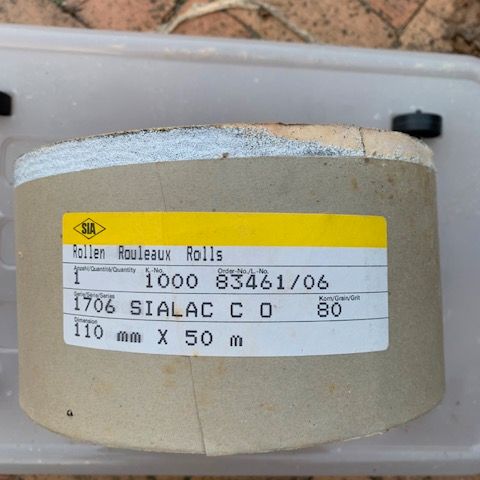 SIA
Rollen Rouleaux Rolls
Anzahl/Quantité/Quantity K.-No. Order-No./L.-No.
1 1000 83461/06
Serie/Série/Series Korn/Grain/Grit
1706 SIALAC C O 80
Dimension
110 mm X 50 m